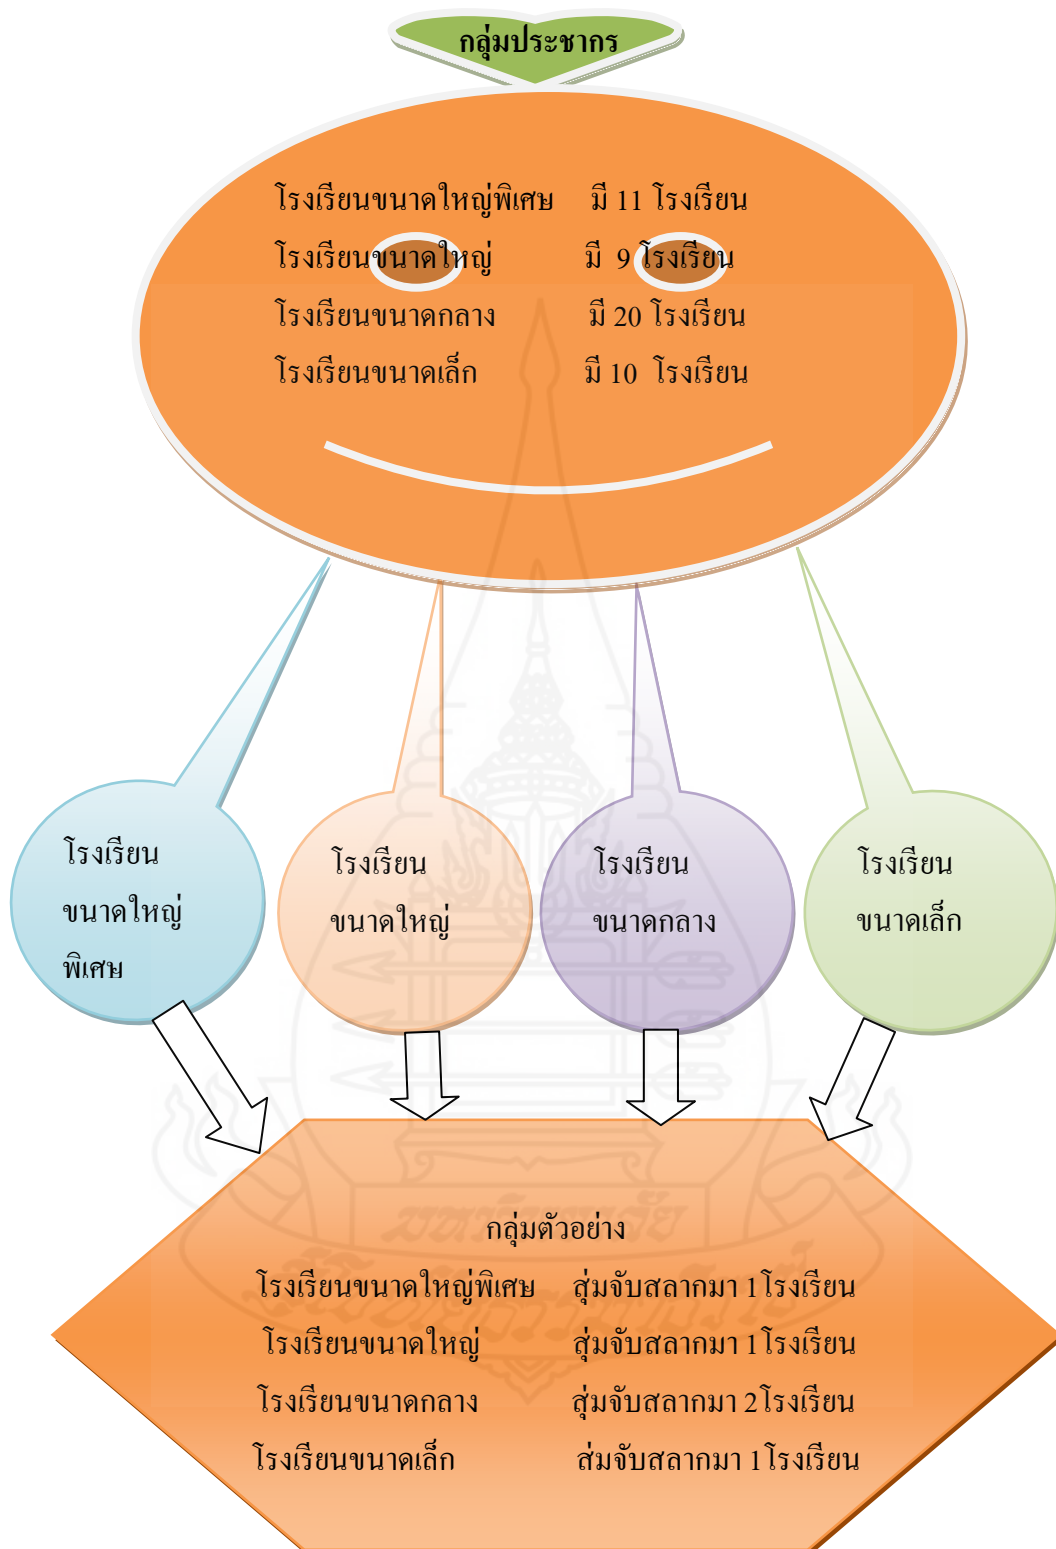 กลุ่มประชากร
โรงเรียนขนาดใหญ่พิเศษ มี 11 โรงเรียน
โรงเรียนขนาดใหญ่ มี 9 โรงเรียน
โรงเรียนขนาดกลาง มี 20 โรงเรียน
โรงเรียนขนาดเล็ก มี 10 โรงเรียน
โรงเรียน
ขนาดใหญ่
พิเศษ
โรงเรียน
ขนาดใหญ่
โรงเรียน
ขนาดกลาง
โรงเรียน
ขนาดเล็ก
กลุ่มตัวอย่าง
โรงเรียนขนาดใหญ่พิเศษ สุ่มจับสลากมา 1โรงเรียน
โรงเรียนขนาดใหญ่ สุ่มจับสลากมา 1โรงเรียน
โรงเรียนขนาดกลาง สุ่มจับสลากมา 2โรงเรียน
โรงเรียนขนาดเล็ก ส่มจับสลากมา 1โรงเรียน